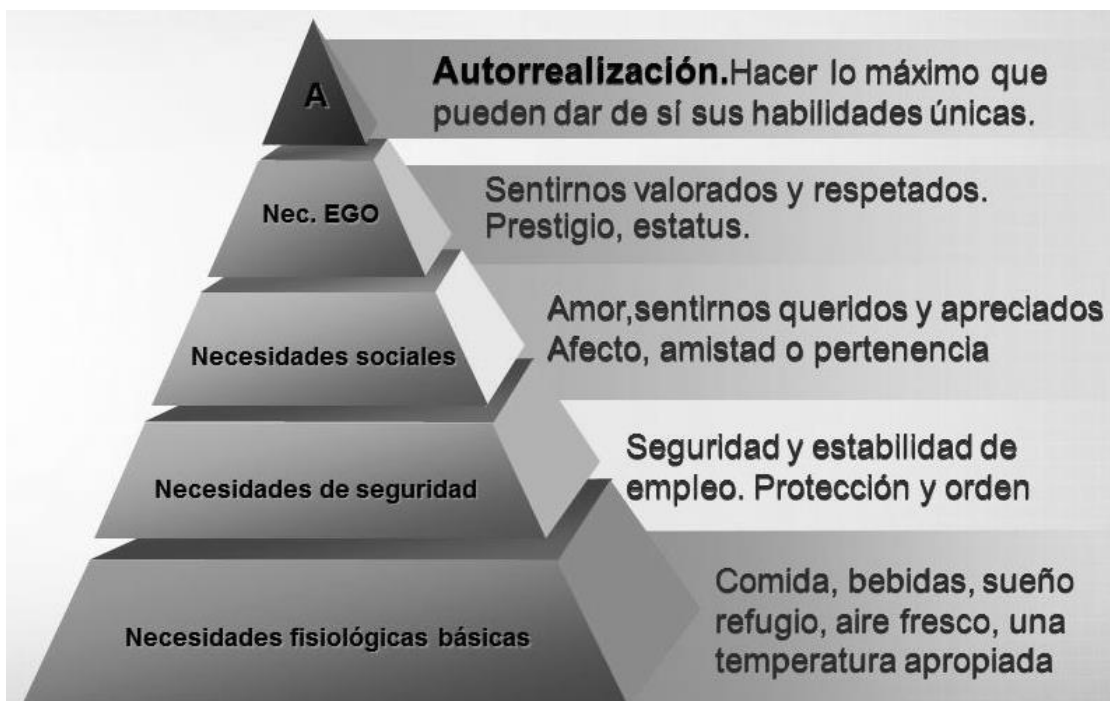 A
Autorrealización.Hacer lo máximo que
pueden dar de sí sus habilidades únicas.
Nec. EGO
Sentirnos valorados y respetados.
Prestigio, estatus.
Necesidades sociales
Amor,sentirnos queridos y apreciados
Afecto, amistad o pertenencia
Necesidades de seguridad
Seguridad y estabilidad de
empleo. Protección y orden
Necesidades fisiológicas básicas
Comida, bebidas, sueño
refugio, aire fresco, una
temperatura apropiada